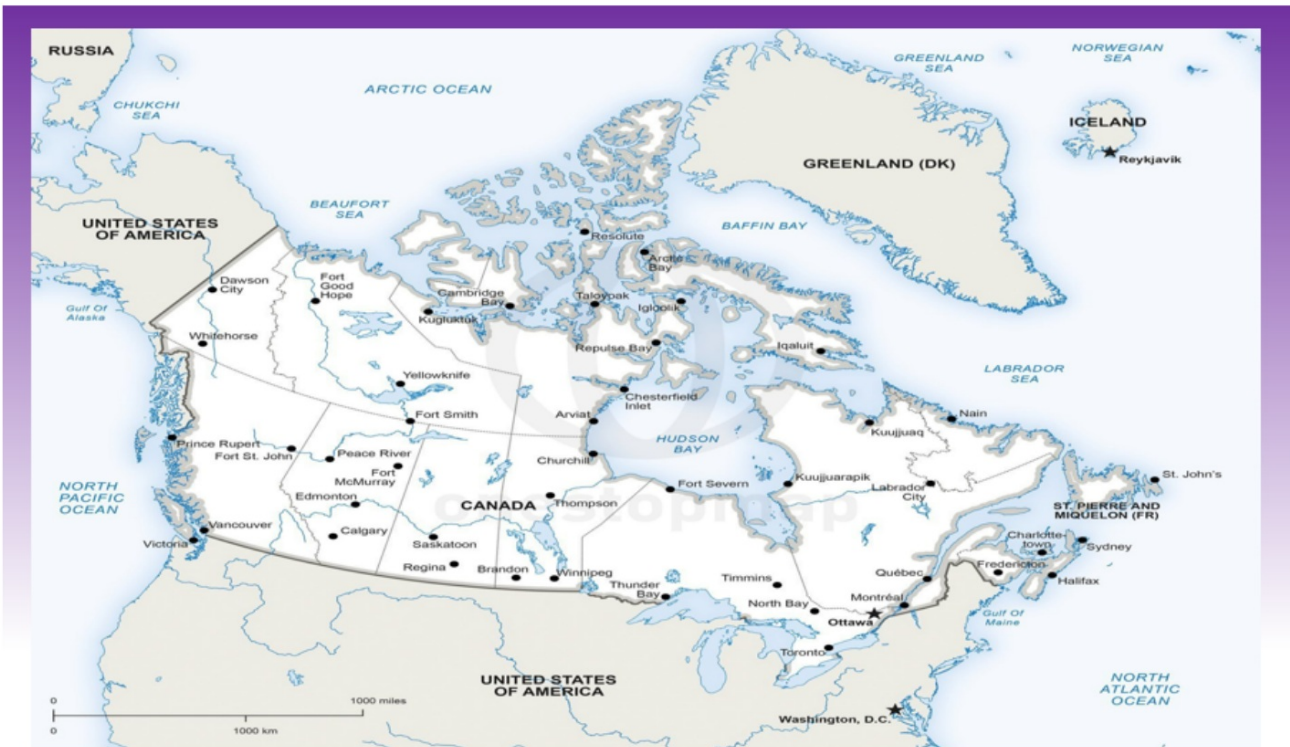 RUSSIA
CHUKCHI
SEA
ARCTIC OCEAN
GREENLAND
SEA
NORWEGIAN
SEA
ICELAND
Reykjavík
GREENLAND (DK)
BEAUFORT
SEA
UNITED STATES
OF AMERICA
BAFFIN BAY
Resolute
Arctic
Bay
Dawson
City
Fort
Good
Hope
Cambridge
Bay
Taloypak
Igloolik
Gulf Of
Alaska
Kugluktuk
Whitehorse
Repulse Bay
Iqaluit
LABRADOR
SEA
Yellowknife
Chesterfield
Inlet
Fort Smith
Arviat
Nain
Kuujjuaq
HUDSON
BAY
Prince Rupert
Fort St. John
Peace River
Fort
McMurray
Churchill
Kuujjuarapik
Fort Severn
Labrador
City
St. John's
NORTH
PACIFIC
OCEAN
Edmonton
CANADA
Thompson
onestopmap
ST. PIERRE AND
MIQUELON (FR)
Vancouver
Victoria
Calgary
Saskatoon
Charlotte-
town
Sydney
Regina
Brandon
Winnipeg
Thunder
Bay
Timmins
Québec
Fredericton
Halifax
North Bay
Montréal
Ottawa
Gulf Of
Maine
Toronto
UNITED STATES
OF AMERICA
NORTH
ATLANTIC
OCEAN
Washington, D.C.
0
1000 miles
0
1000 km